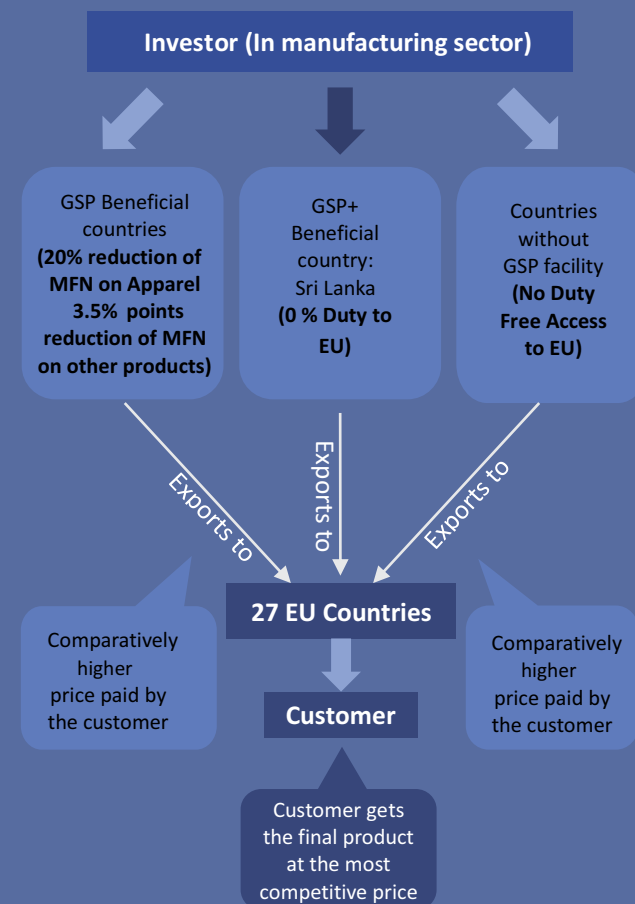 Investor (In manufacturing sector)
GSP Beneficial
countries
(20% reduction of
MFN on Apparel
3.5% points
reduction of MFN
on other products)
GSP+
Beneficial
country:
Sri Lanka
(0 % Duty to
EU)
Countries
without
GSP facility
(No Duty
Free Access
to EU)
Exports to
Exports to
Exports to
27 EU Countries
Comparatively
higher
price paid by
the customer
Comparatively
higher
price paid by
the customer
Customer
Customer gets
the final product
at the most
competitive price